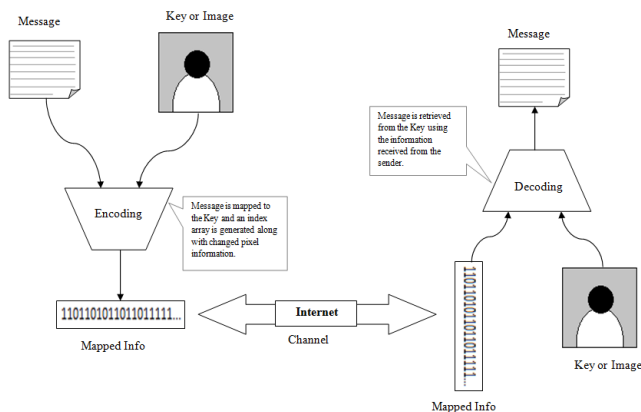 Message
Key or Image
Encoding
Message is mapped to
the Key and an index
array is generated along
with changed pixel
information.
1101101011011011111...
Mapped Info
Internet
Channel
Message
Message is retrieved
from the Key using
the information
received from the
sender.
Decoding
1101101011011011111...
Mapped Info
Key or Image